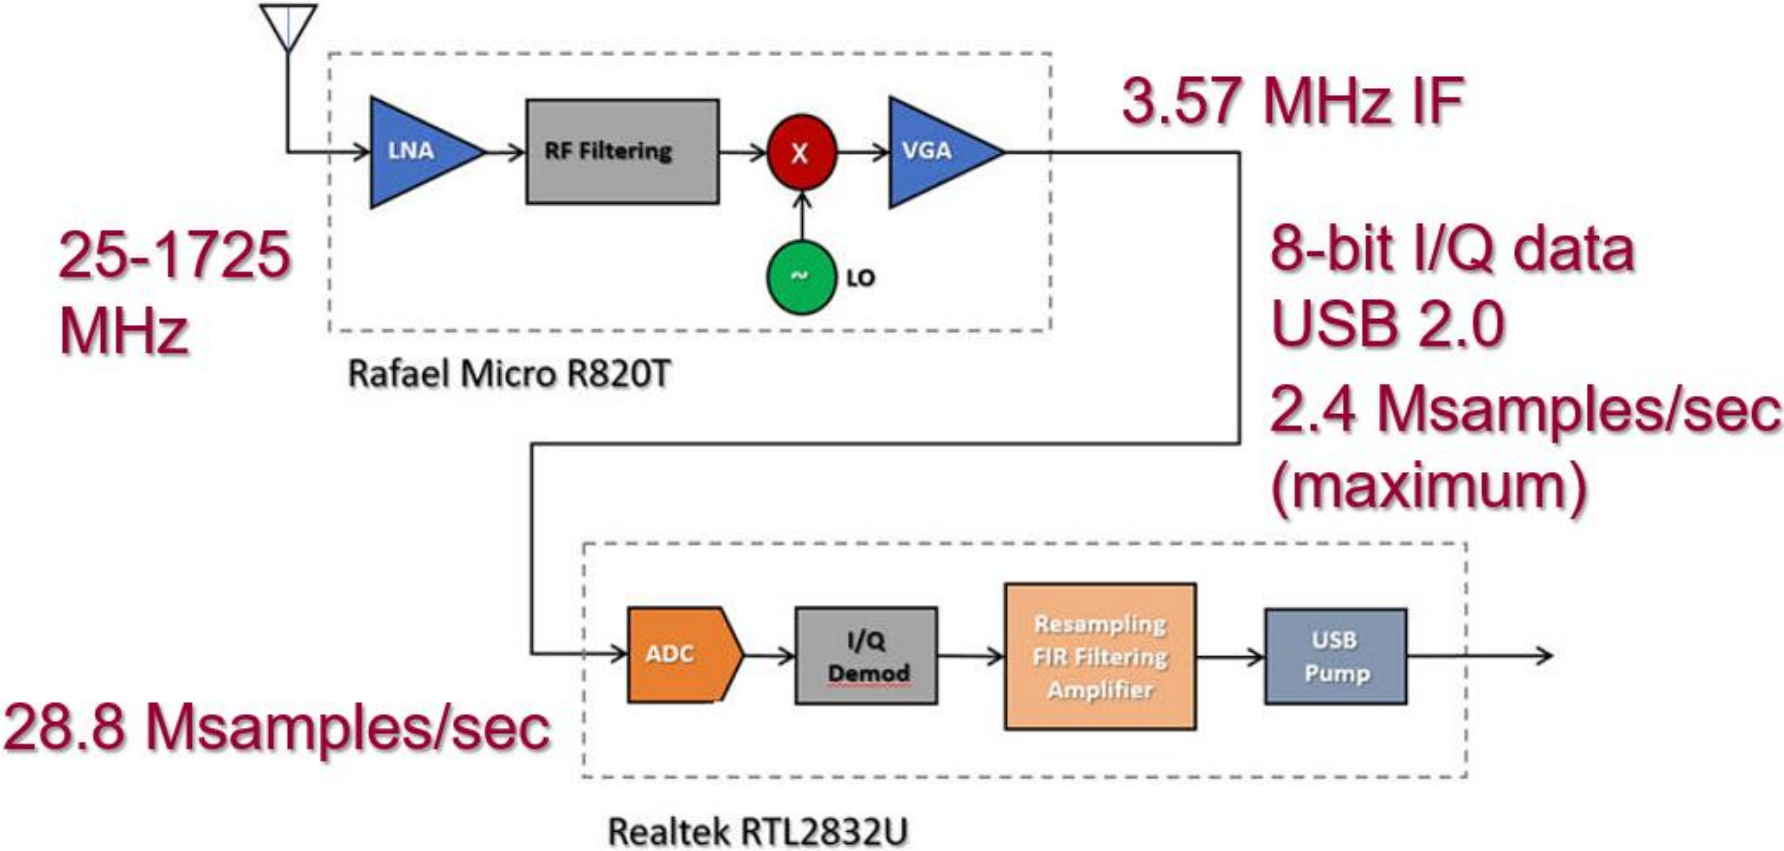 3.57 MHz IF
LNA
RF Filtering
X
VGA
~
LO
25-1725
MHz
Rafael Micro R820T
8-bit I/Q data
USB 2.0
2.4 Msamples/sec
(maximum)
ADC
I/Q
Demod
Resampling
FIR Filtering
Amplifier
USB
Pump
28.8 Msamples/sec
Realtek RTL2832U